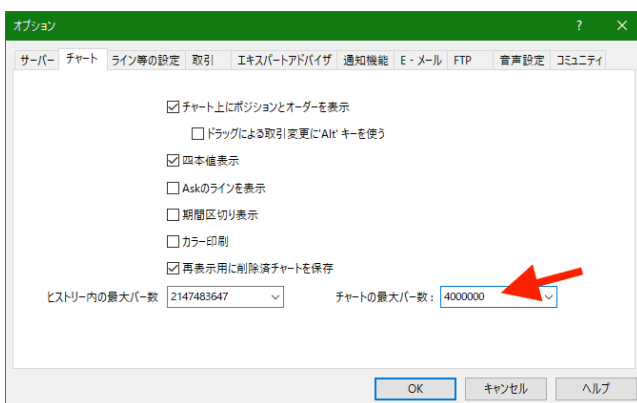 オプション ? ×
サーバー チャート ライン等の設定 取引 エキスパートアドバイザ 通知機能 E - メール FTP 音声設定 コミュニティ
チャート上にポジションとオーダーを表示
ドラッグによる取引変更に'Alt' キーを使う
四本値表示
Askのラインを表示
期間区切り表示
カラー印刷
再表示用に削除済チャートを保存
ヒストリー内の最大バー数 2147483647 チャートの最大バー数 : 4000000
OK キャンセル ヘルプ